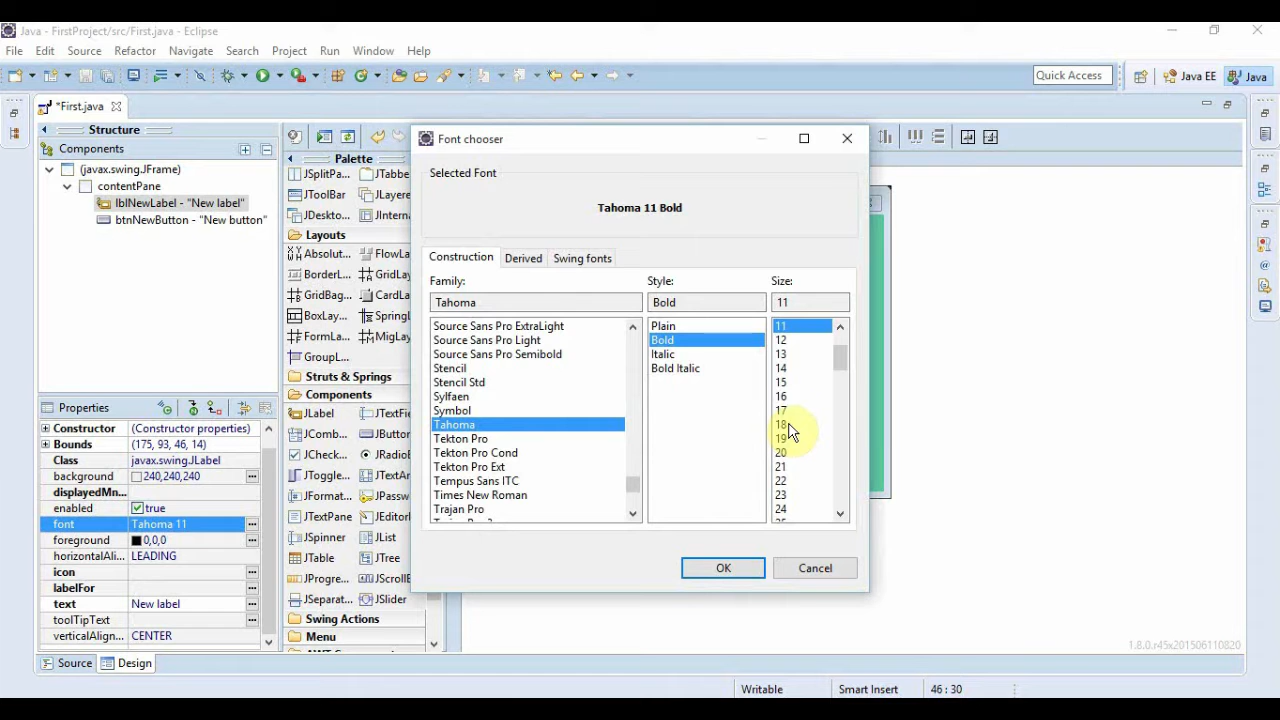 Java - FirstProject/src/First.java - Eclipse
File Edit Source Refactor Navigate Search Project Run Window Help
Quick Access
Java EE
Java
*First.java
Structure
Components
(javax.swing.JFrame)
contentPane
lblNewLabel - "New label"
btnNewButton - "New button"
Properties
Constructor (Constructor properties)
Bounds (175, 93, 46, 14)
Class javax.swing.JLabel
background 240,240,240
displayedMn...
enabled true
font Tahoma 11
foreground 0,0,0
horizontalAli...  LEADING
icon
labelFor
text New label
toolTipText
verticalAlign... CENTER
Source Design
Palette
JSplitPa... JTabbe
JToolBar JLayere
JDeskto... JInterna
Layouts
Absolut... FlowLa
BorderL... GridLay
GridBag... CardLa
BoxLay... SpringL
FormLa... MigLay
GroupL...
Struts & Springs
Components
JLabel JTextFi
JComb... JButton
JCheck... JRadioB
JToggle... JTextAr
JFormat... JPassw
JTextPane JEditor
JSpinner JList
JTable JTree
JProgre... JScrollB
JSeparat... JSlider
Swing Actions
Menu
Font chooser
Selected Font
Tahoma 11 Bold
Construction Derived Swing fonts
Family: Style: Size:
Tahoma Bold 11
Source Sans Pro ExtraLight
Source Sans Pro Light
Source Sans Pro Semibold
Stencil
Stencil Std
Sylfaen
Symbol
Tahoma
Tekton Pro
Tekton Pro Cond
Tekton Pro Ext
Tempus Sans ITC
Times New Roman
Trajan Pro
Plain
Bold
Italic
Bold Italic
11
12
13
14
15
16
17
18
19
20
21
22
23
24
OK Cancel
1.8.0.r45x201506110820
Writable Smart Insert 46 : 30